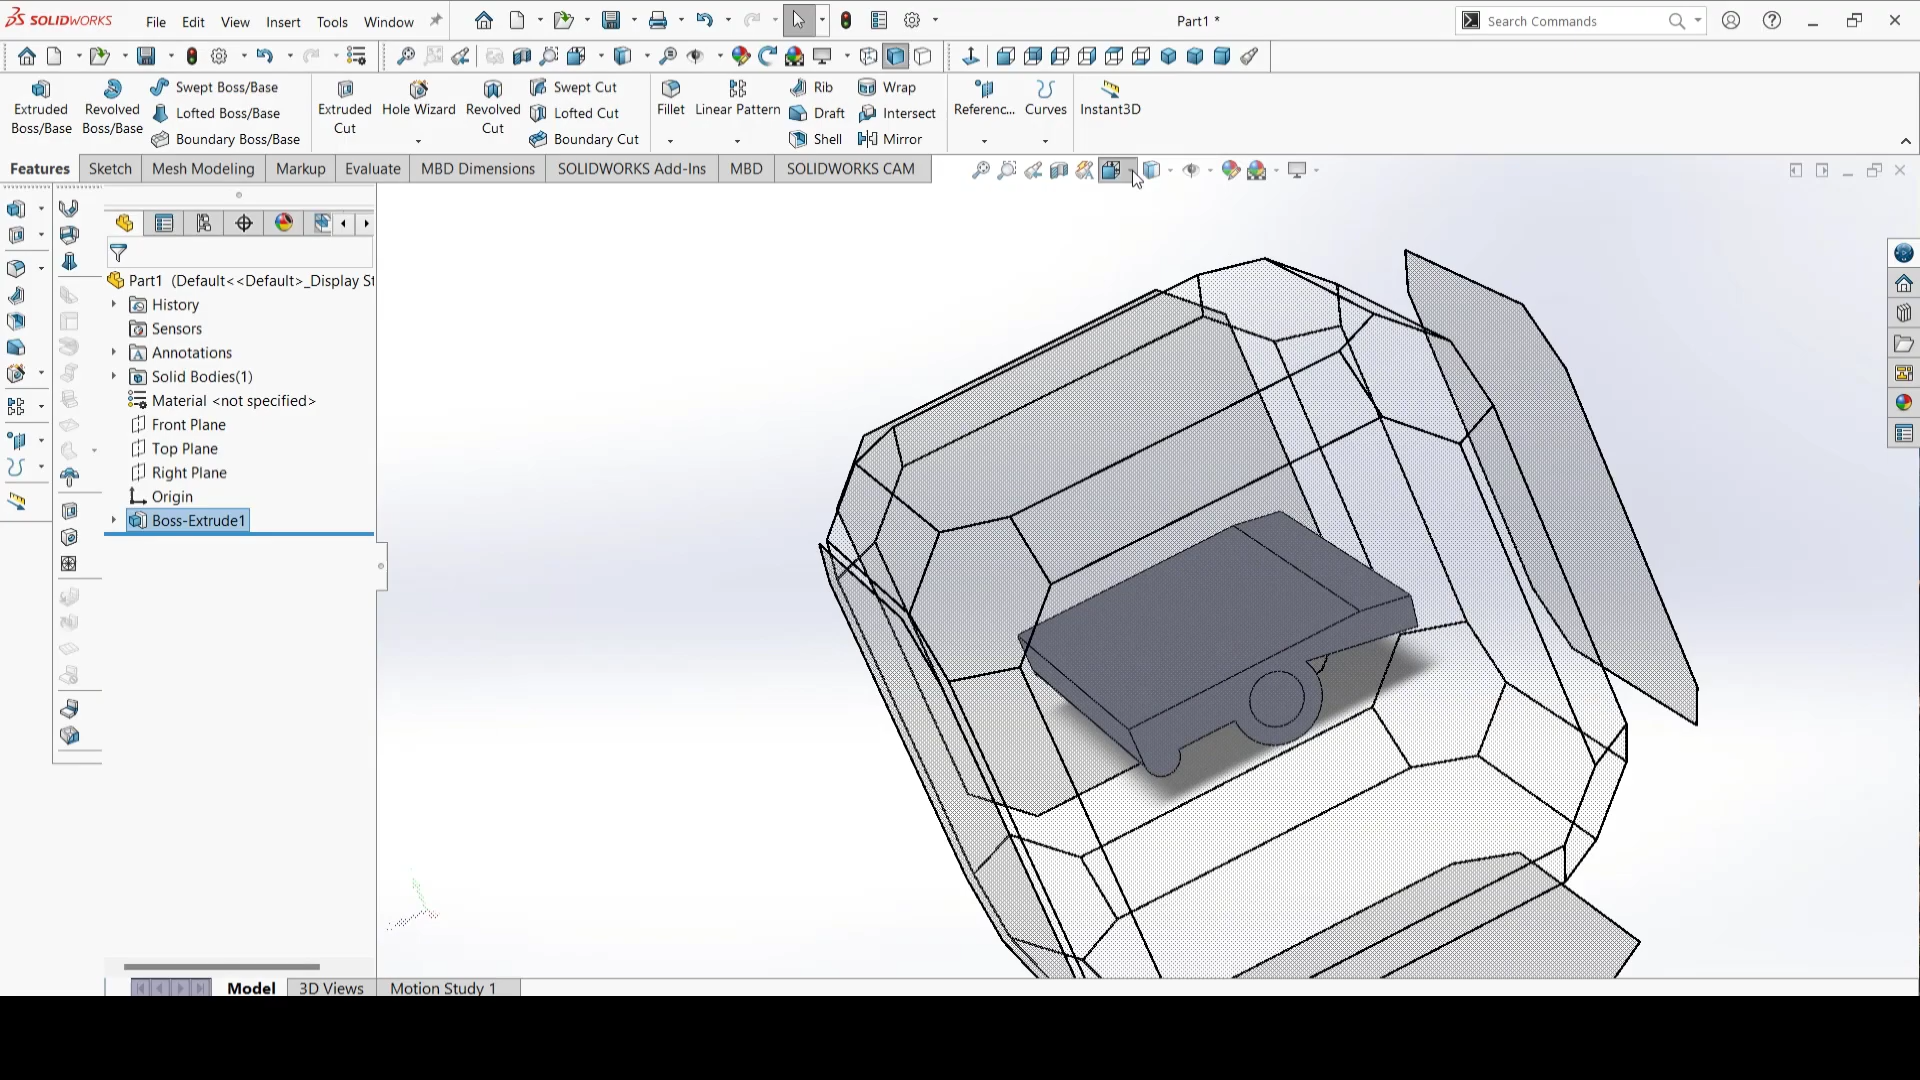 SOLIDWORKS File Edit View Insert Tools Window Part1 * Search Commands
Extruded Boss/Base Revolved Boss/Base Swept Boss/Base Lofted Boss/Base Boundary Boss/Base
Extruded Cut Hole Wizard Revolved Cut Swept Cut Lofted Cut Boundary Cut
Fillet Linear Pattern Rib Draft Shell Wrap Intersect Mirror
Referenc... Curves Instant3D
Features Sketch Mesh Modeling Markup Evaluate MBD Dimensions SOLIDWORKS Add-Ins MBD SOLIDWORKS CAM
Part1 (Default<<Default>_Display St
History
Sensors
Annotations
Solid Bodies(1)
Material <not specified>
Front Plane
Top Plane
Right Plane
Origin
Boss-Extrude1
Model 3D Views Motion Study 1